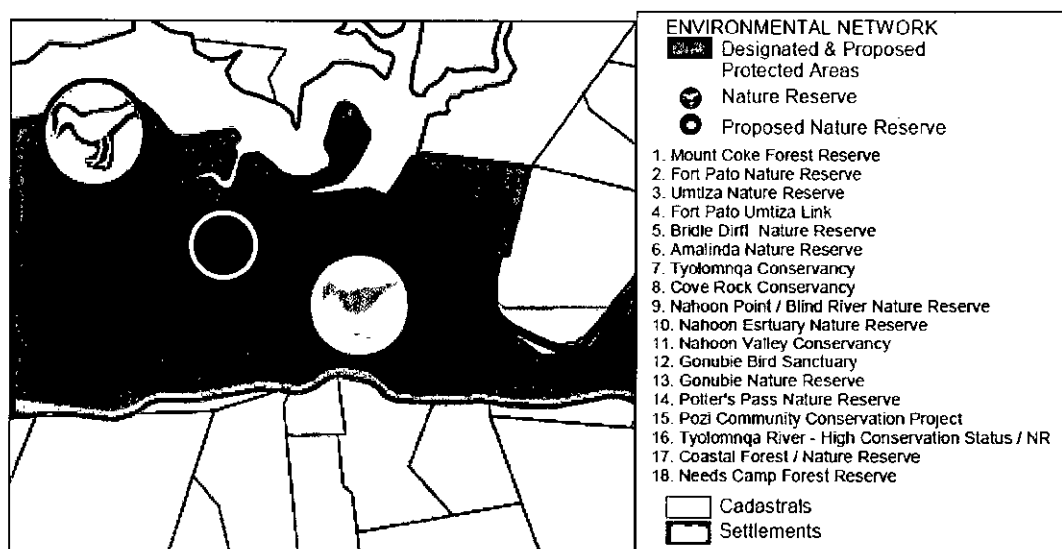 ENVIRONMENTAL NETWORK
Designated & Proposed
Protected Areas
Nature Reserve
Proposed Nature Reserve
1. Mount Coke Forest Reserve
2. Fort Pato Nature Reserve
3. Umtiza Nature Reserve
4. Fort Pato Umtiza Link
5. Bridle Dirfl Nature Reserve
6. Amalinda Nature Reserve
7. Tyolomnqa Conservancy
8. Cove Rock Conservancy
9. Nahoon Point / Blind River Nature Reserve
10. Nahoon Esrtuary Nature Reserve
11. Nahoon Valley Conservancy
12. Gonubie Bird Sanctuary
13. Gonubie Nature Reserve
14. Potter's Pass Nature Reserve
15. Pozi Community Conservation Project
16. Tyolomnqa River - High Conservation Status / NR
17. Coastal Forest / Nature Reserve
18. Needs Camp Forest Reserve
Cadastrals
Settlements